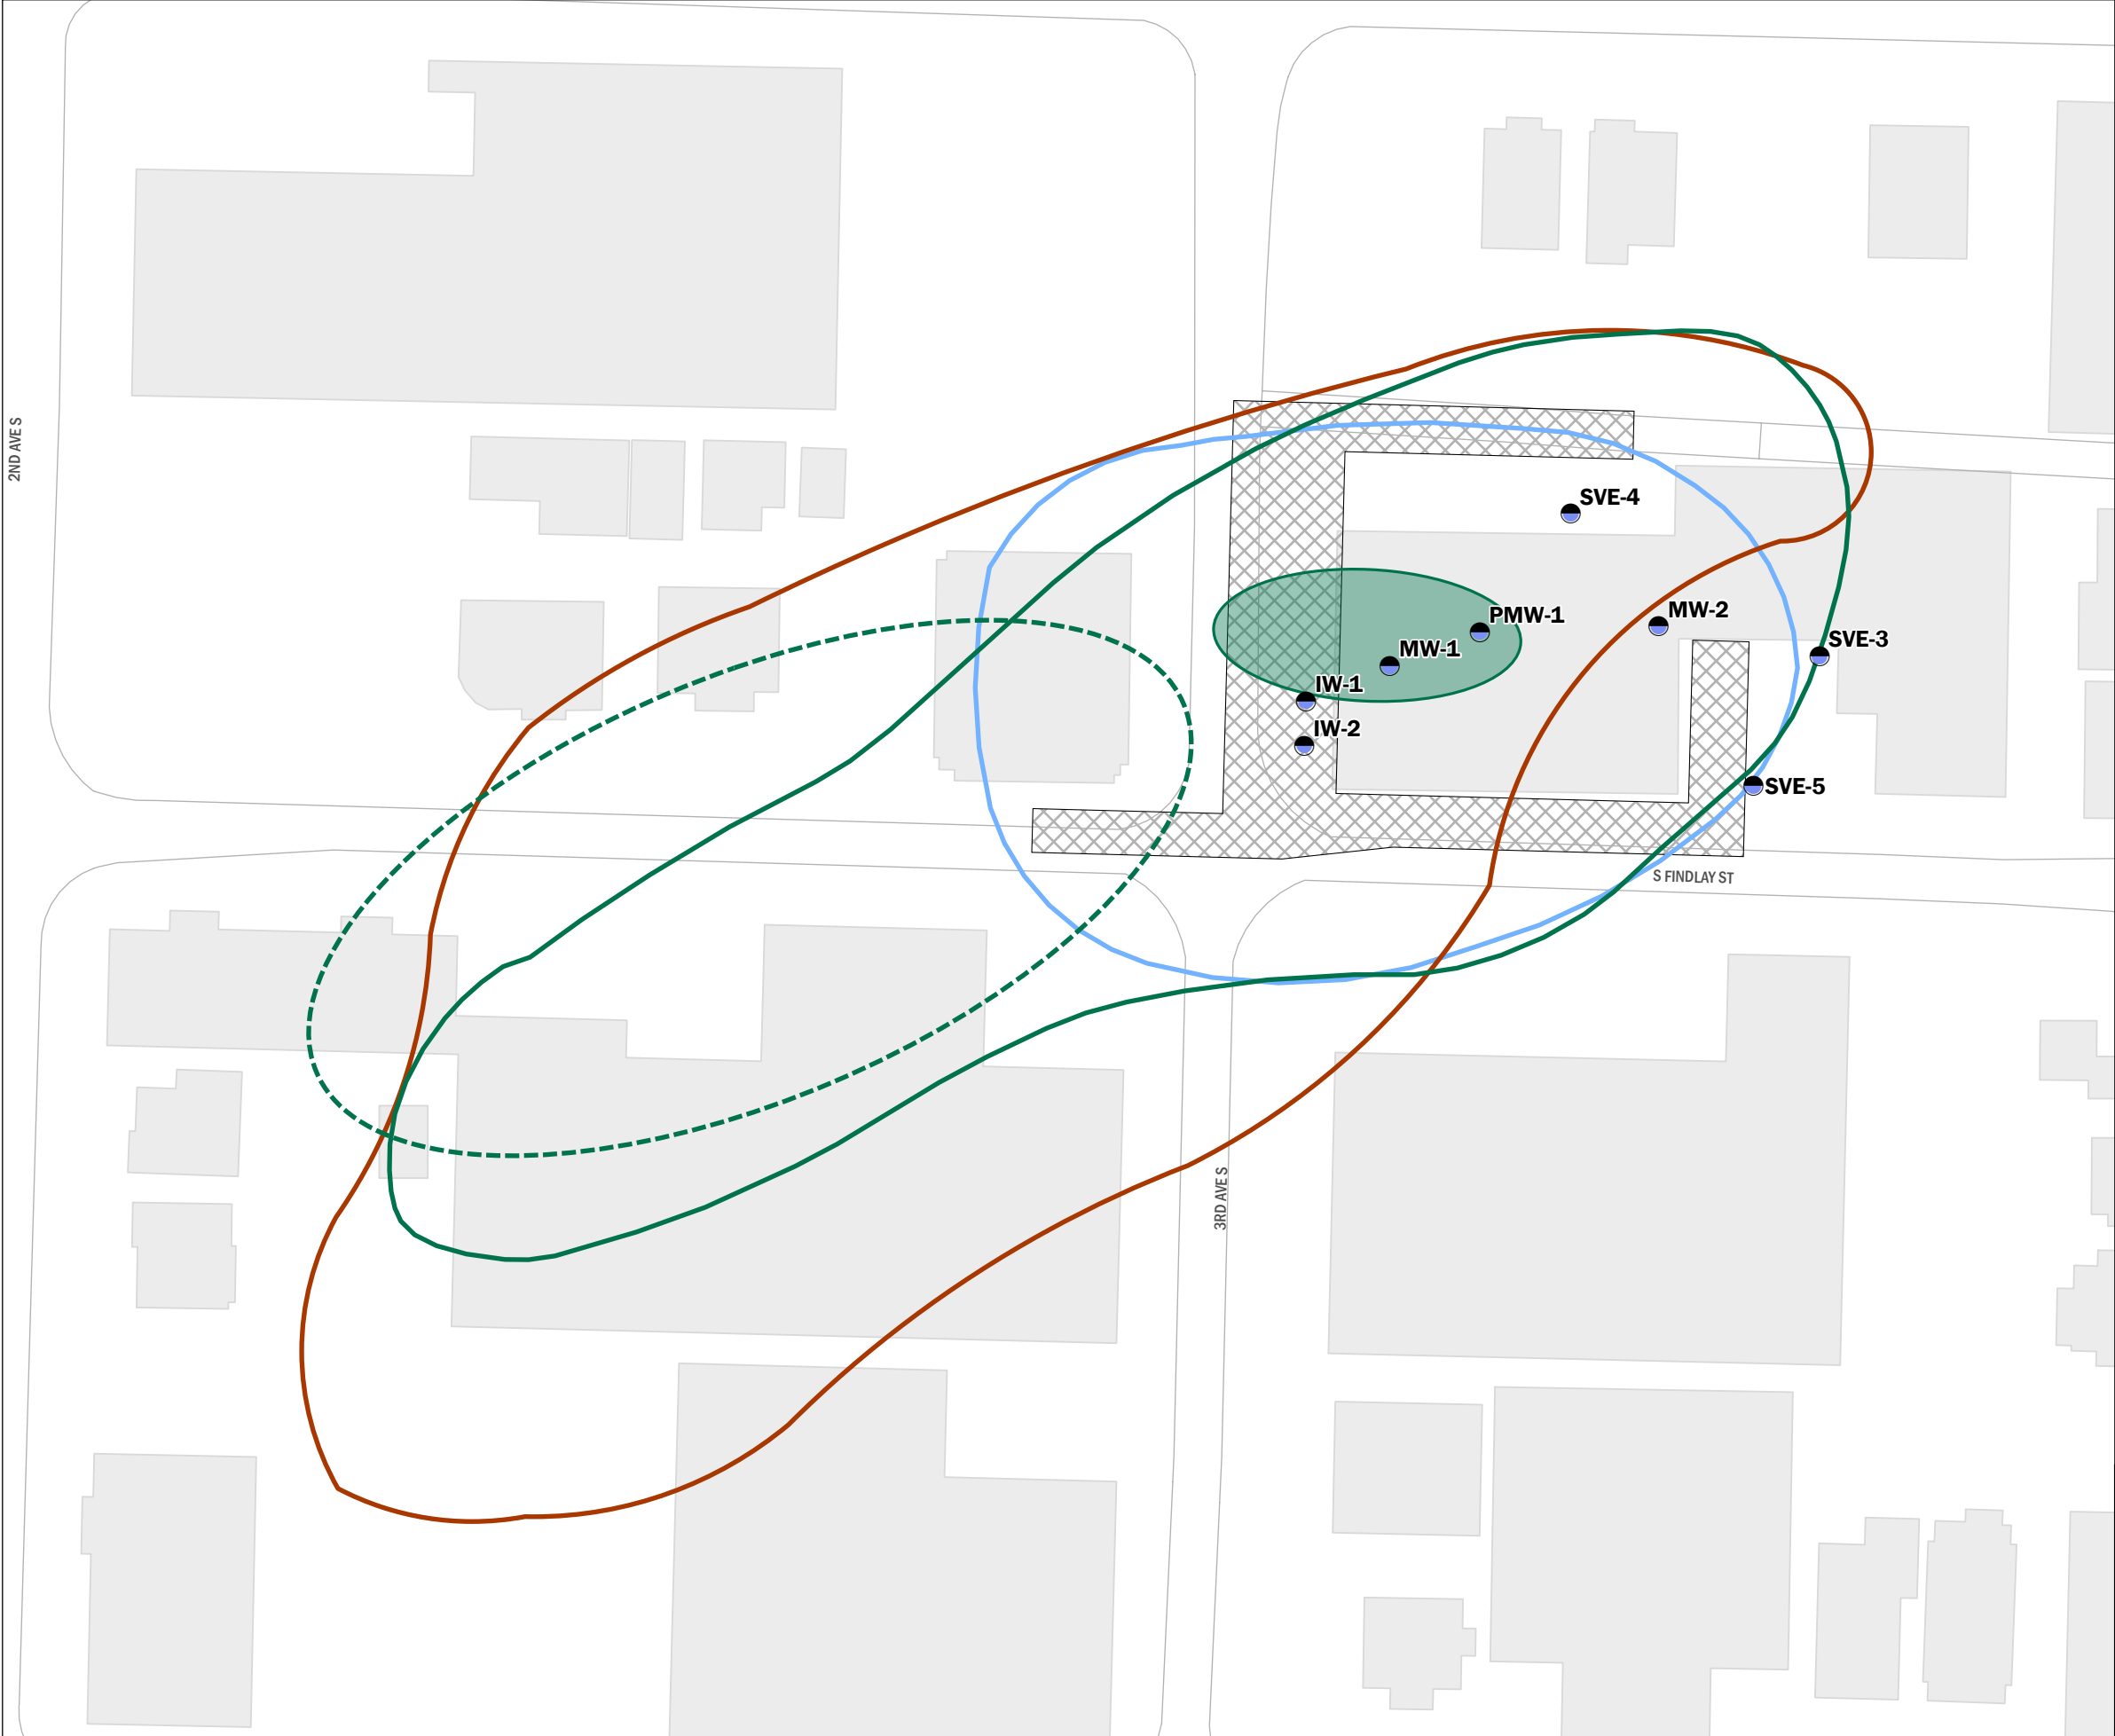 2ND AVE S
SVE-4
MW-2
PMW-1
SVE-3
MW-1
IW-1
IW-2
SVE-5
S FINDLAY ST
3RD AVE S